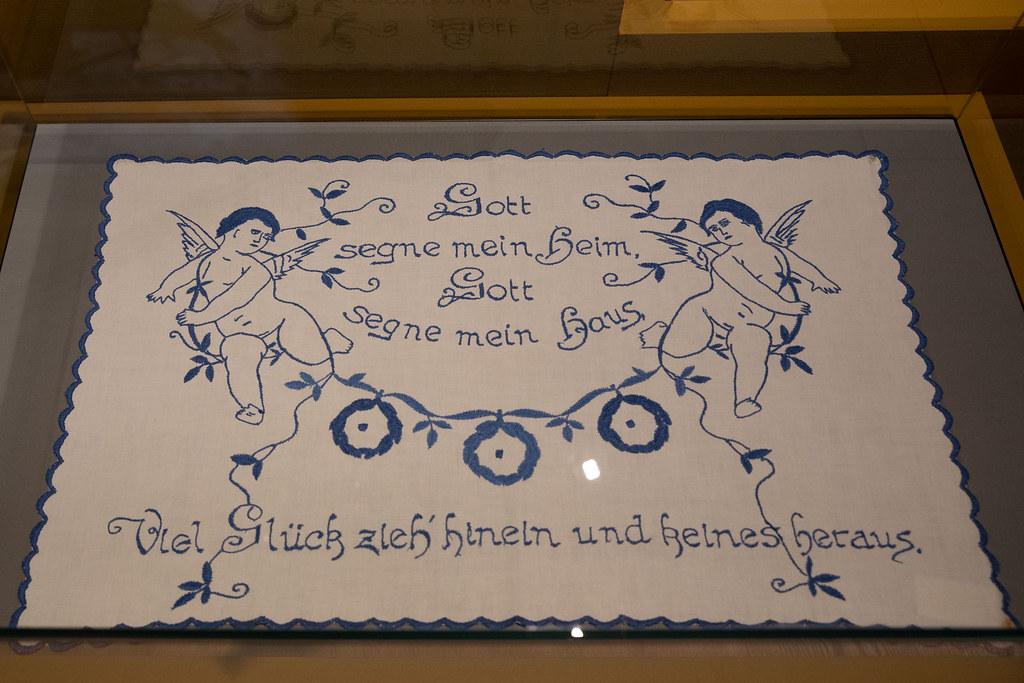 Gott
segne mein Heim,
Gott
segne mein Haus,
Viel Glück zieh' hinein und keines heraus.